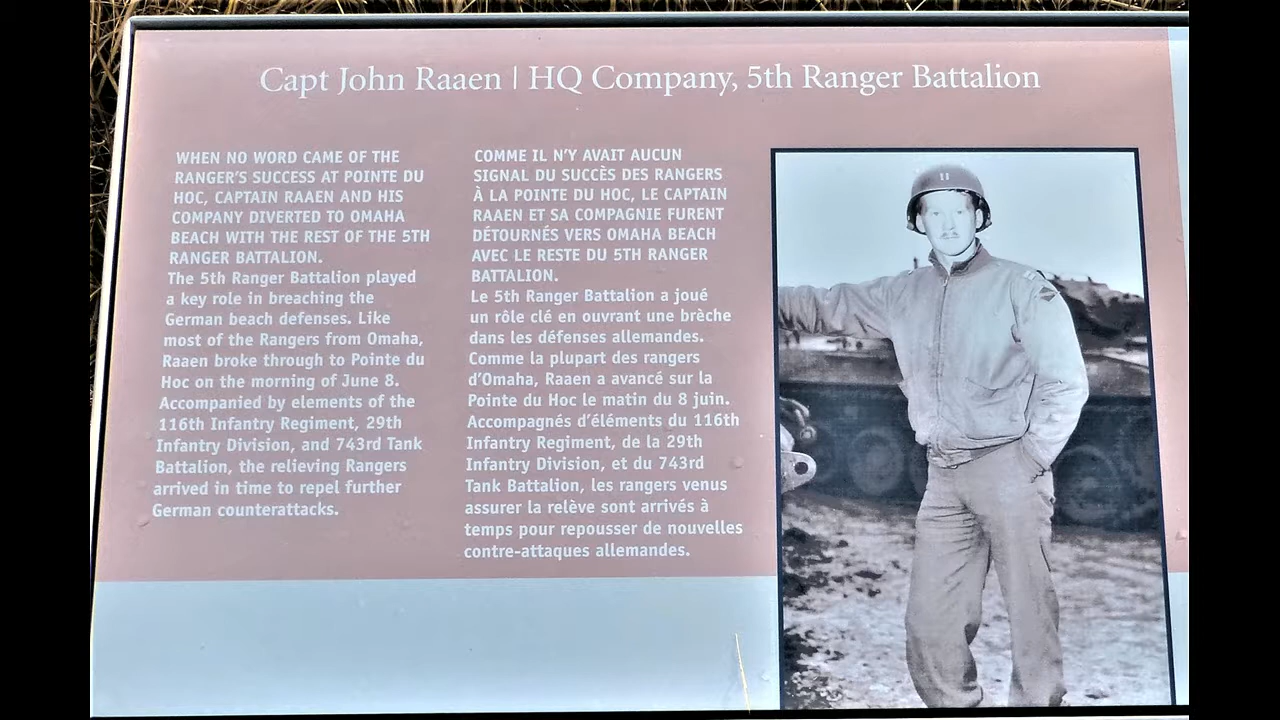 Capt John Raaen | HQ Company, 5th Ranger Battalion
WHEN NO WORD CAME OF THE
RANGER'S SUCCESS AT POINTE DU
HOC, CAPTAIN RAAEN AND HIS
COMPANY DIVERTED TO OMAHA
BEACH WITH THE REST OF THE 5TH
RANGER BATTALION.
The 5th Ranger Battalion played
a key role in breaching the
German beach defenses. Like
most of the Rangers from Omaha,
Raaen broke through to Pointe du
Hoc on the morning of June 8.
Accompanied by elements of the
116th Infantry Regiment, 29th
Infantry Division, and 743rd Tank
Battalion, the relieving Rangers
arrived in time to repel further
German counterattacks.
COMME IL N'Y AVAIT AUCUN
SIGNAL DU SUCCÈS DES RANGERS
À LA POINTE DU HOC, LE CAPTAIN
RAAEN ET SA COMPAGNIE FURENT
DÉTOURNÉS VERS OMAHA BEACH
AVEC LE RESTE DU 5TH RANGER
BATTALION.
Le 5th Ranger Battalion a joué
un rôle clé en ouvrant une brèche
dans les défenses allemandes.
Comme la plupart des rangers
d'Omaha, Raaen a avancé sur la
Pointe du Hoc le matin du 8 juin.
Accompagnés d'éléments du 116th
Infantry Regiment, de la 29th
Infantry Division, et du 743rd
Tank Battalion, les rangers venus
assurer la relève sont arrivés à
temps pour repousser de nouvelles
contre-attaques allemandes.